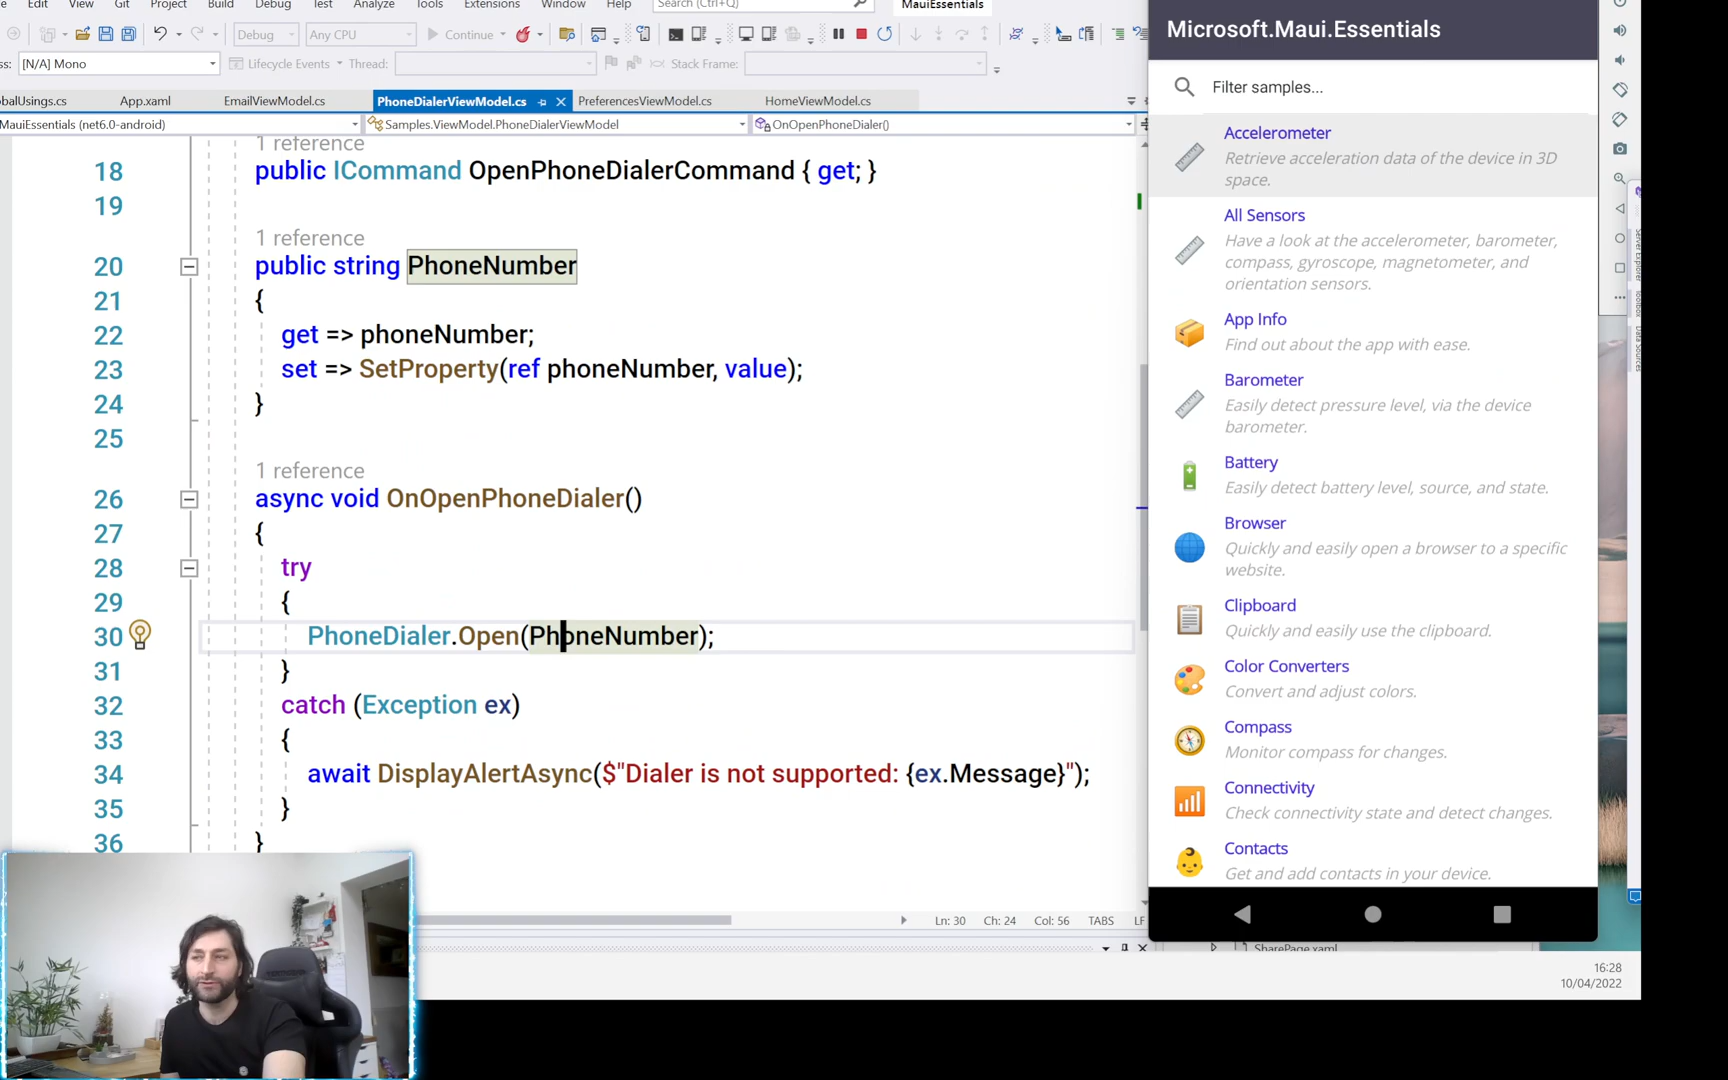 e Edit View Git Project Build Debug Test Analyze Tools Extensions Window Help Search (Ctrl+Q) MauiEssentials
Debug Any CPU Continue
ss: [N/A] Mono Lifecycle Events Thread: Stack Frame:
balUsings.cs App.xaml EmailViewModel.cs PhoneDialerViewModel.cs PreferencesViewModel.cs HomeViewModel.cs
MauiEssentials (net6.0-android) Samples.ViewModel.PhoneDialerViewModel OnOpenPhoneDialer()
1 reference
18 public ICommand OpenPhoneDialerCommand { get; }
19
1 reference
20 public string PhoneNumber
21 {
22 get => phoneNumber;
23 set => SetProperty(ref phoneNumber, value);
24 }
25
1 reference
26 async void OnOpenPhoneDialer()
27 {
28 try
29 {
30 PhoneDialer.Open(PhoneNumber);
31 }
32 catch (Exception ex)
33 {
34 await DisplayAlertAsync($"Dialer is not supported: {ex.Message}");
35 }
36 }
Ln: 30 Ch: 24 Col: 56 TABS LF
Microsoft.Maui.Essentials
Filter samples...
Accelerometer
Retrieve acceleration data of the device in 3D
space.
All Sensors
Have a look at the accelerometer, barometer,
compass, gyroscope, magnetometer, and
orientation sensors.
App Info
Find out about the app with ease.
Barometer
Easily detect pressure level, via the device
barometer.
Battery
Easily detect battery level, source, and state.
Browser
Quickly and easily open a browser to a specific
website.
Clipboard
Quickly and easily use the clipboard.
Color Converters
Convert and adjust colors.
Compass
Monitor compass for changes.
Connectivity
Check connectivity state and detect changes.
Contacts
Get and add contacts in your device.
Server Explorer
Toolbox
Data Sources
SharePage.xaml
16:28
10/04/2022